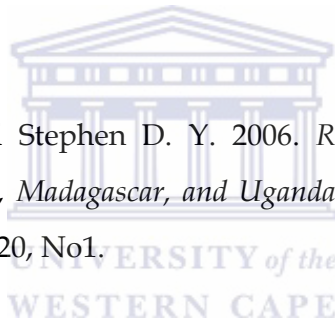 Stephen D. Y. 2006. R
, Madagascar, and Uganda
20, No1.
UNIVERSITY of the
WESTERN CAPE